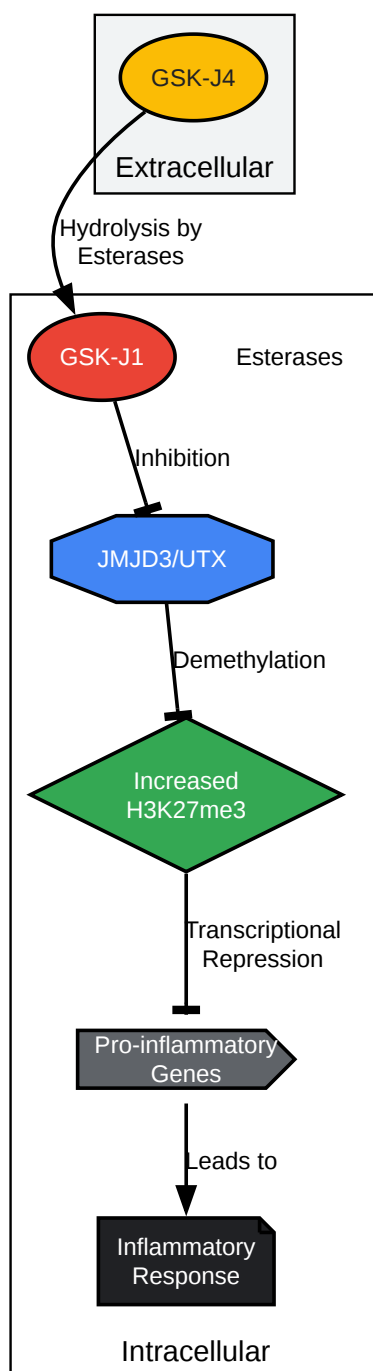 GSK-J4
Extracellular
Hydrolysis by
Esterases
GSK-J1
Esterases
Inhibition
JMJD3/UTX
Demethylation
Increased
H3K27me3
Transcriptional
Repression
Pro-inflammatory
Genes
Leads to
Inflammatory
Response
Intracellular